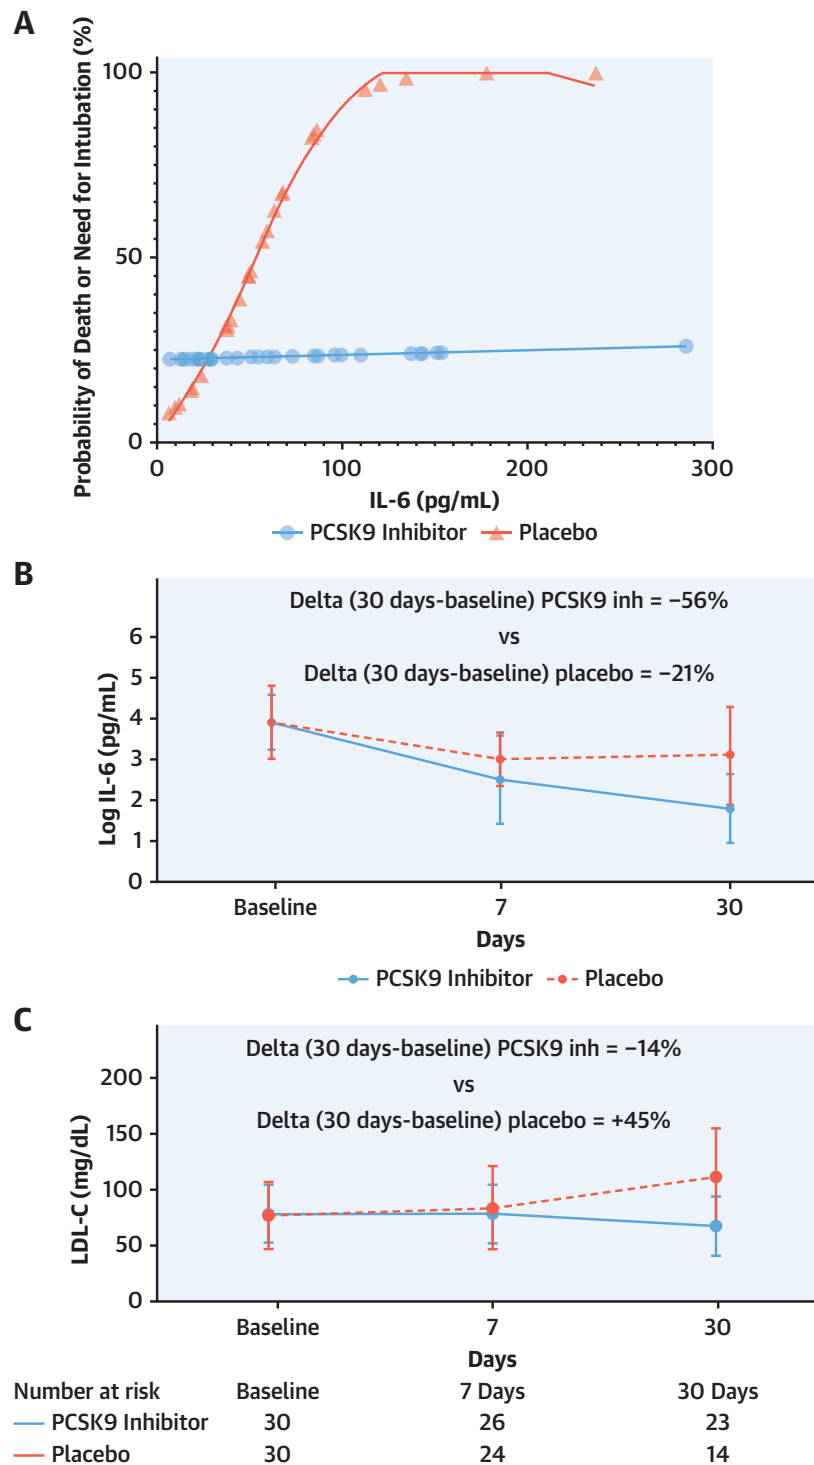 A
Probability of Death or Need for Intubation (%)
100
50
0
0 100 200 300
IL-6 (pg/mL)
PCSK9 Inhibitor Placebo
B
Delta (30 days-baseline) PCSK9 inh = −56%
vs
Delta (30 days-baseline) placebo = −21%
Log IL-6 (pg/mL)
6
5
4
3
2
1
0
Baseline 7 30
Days
PCSK9 Inhibitor Placebo
C
Delta (30 days-baseline) PCSK9 inh = −14%
vs
Delta (30 days-baseline) placebo = +45%
LDL-C (mg/dL)
200
150
100
50
0
Baseline 7 30
Days
Number at risk Baseline 7 Days 30 Days
PCSK9 Inhibitor 30 26 23
Placebo 30 24 14